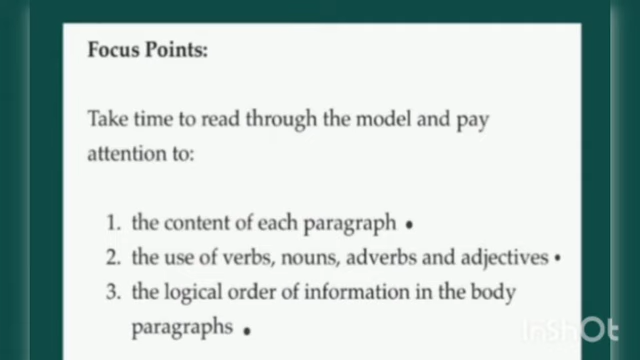 Focus Points:
Take time to read through the model and pay
attention to:
1. the content of each paragraph •
2. the use of verbs, nouns, adverbs and adjectives •
3. the logical order of information in the body
paragraphs •
InShOt